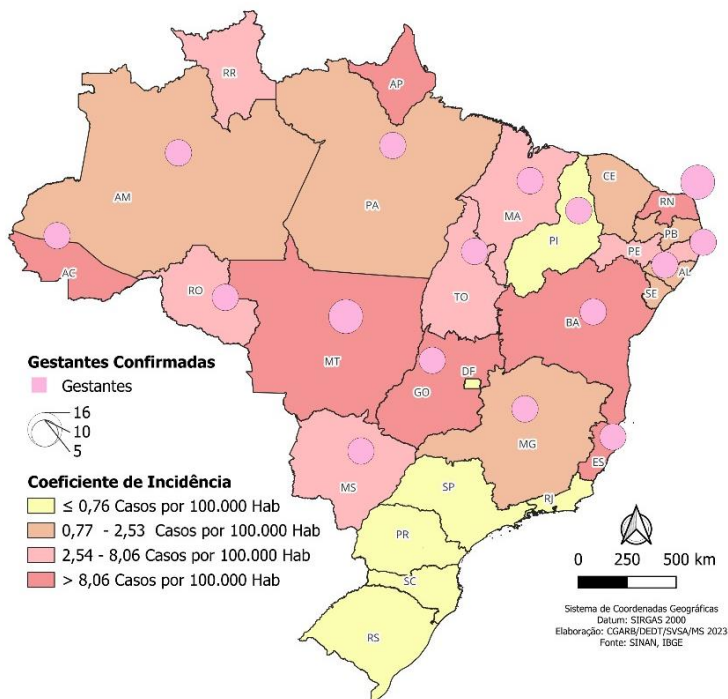 RR
AP
AM
PA
MA
CE
RN
PB
PE
PI
AL
SE
AC
RO
TO
BA
MT
DF
GO
MG
ES
MS
SP
RJ
PR
SC
RS
Gestantes Confirmadas
Gestantes
16
10
5
Coeficiente de Incidência
≤ 0,76 Casos por 100.000 Hab
0,77 - 2,53 Casos por 100.000 Hab
2,54 - 8,06 Casos por 100.000 Hab
> 8,06 Casos por 100.000 Hab
0 250 500 km
Sistema de Coordenadas Geográficas
Datum: SIRGAS 2000
Elaboração: CGARB/DEDT/SVSA/MS 2023
Fonte: SINAN, IBGE